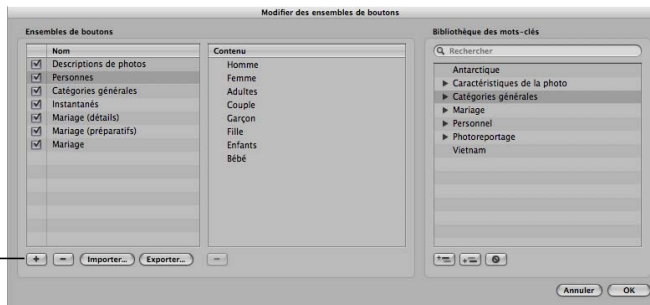 Modifier des ensembles de boutons
Ensembles de boutons
Nom
Descriptions de photos
Personnes
Catégories générales
Instantanés
Mariage (détails)
Mariage (préparatifs)
Mariage
+
−
Importer...
Exporter...
Contenu
Homme
Femme
Adultes
Couple
Garçon
Fille
Enfants
Bébé
−
Bibliothèque des mots-clés
Rechercher
Antarctique
Caractéristiques de la photo
Catégories générales
Mariage
Personnel
Photoreportage
Vietnam
Annuler
OK